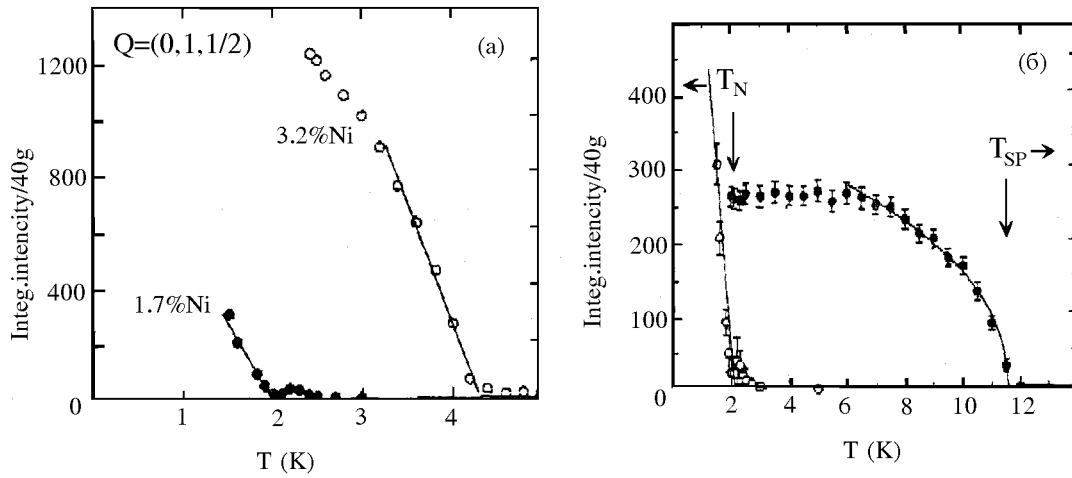 Q=(0,1,1/2)
(а)
3.2%Ni
1.7%Ni
1200
800
400
0
1
2
3
4
Integ.intencity/40g
T (K)
(б)
T_N
T_SP
400
300
200
100
0
2
4
6
8
10
12
Integ.intencity/40g
T (K)